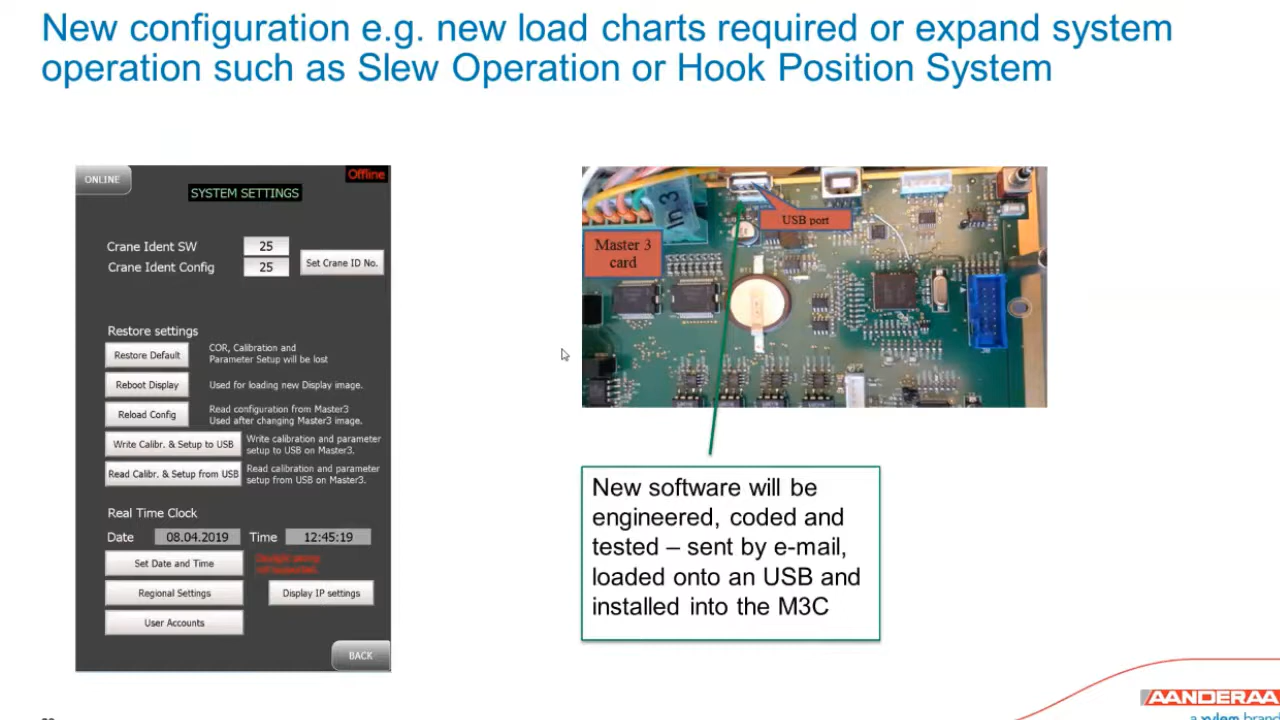 New configuration e.g. new load charts required or expand system
operation such as Slew Operation or Hook Position System
ONLINE
Offline
SYSTEM SETTINGS
Crane Ident SW 25
Crane Ident Config 25
Set Crane ID No.
Restore settings
Restore Default
COR, Calibration and
Parameter Setup will be lost
Reboot Display
Used for loading new Display image.
Reload Config
Read configuration from Master3
Used after changing Master3 image.
Write Calibr. & Setup to USB
Write calibration and parameter
setup to USB on Master3.
Read Calibr. & Setup from USB
Read calibration and parameter
setup from USB on Master3.
Real Time Clock
Date 08.04.2019 Time 12:45:19
Set Date and Time
Regional Settings
Display IP settings
User Accounts
BACK
In 3
USB port
Master 3
card
New software will be
engineered, coded and
tested – sent by e-mail,
loaded onto an USB and
installed into the M3C
AANDERAA
a xylem brand